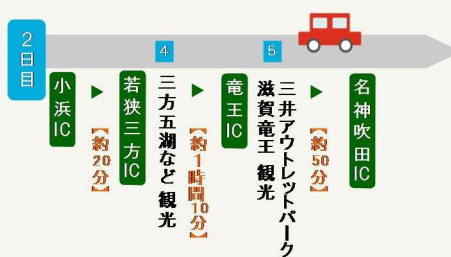 2日目
小浜IC
▶
【約20分】
若狭三方IC
4
三方五湖など 観光
▶
【約1時間10分】
竜王IC
5
三井アウトレットパーク
滋賀竜王 観光
▶
【約50分】
名神吹田IC